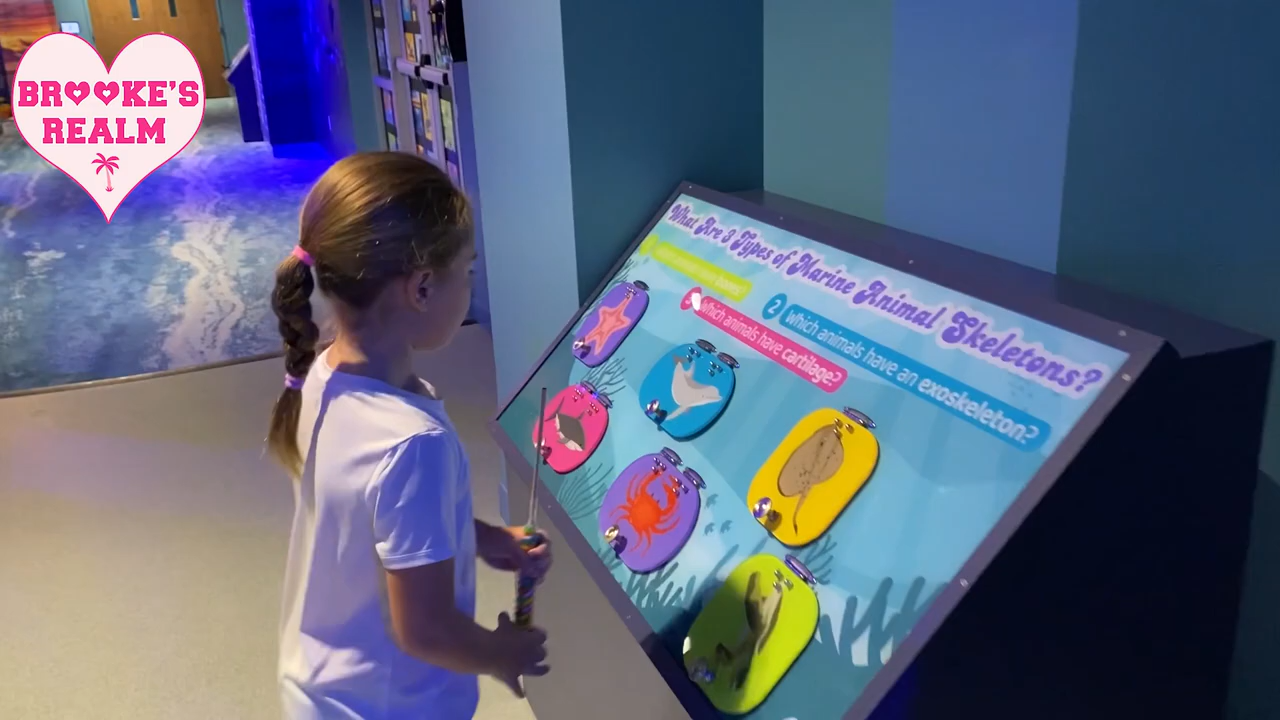 BROOKE'S
REALM
What Are 3 Types of Marine Animal Skeletons?
2 Which animals have an exoskeleton?
Which animals have cartilage?